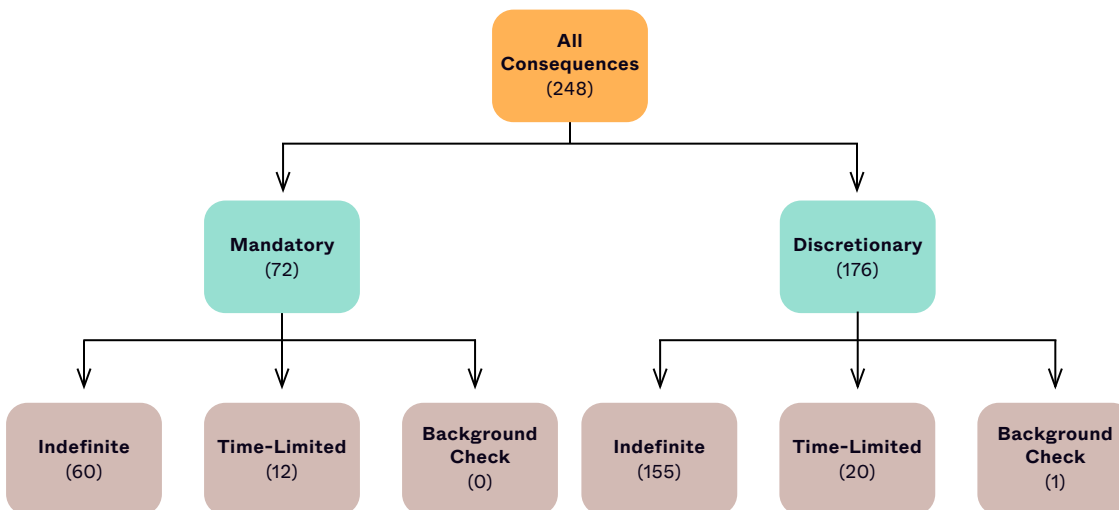 All
Consequences
(248)
Mandatory
(72)
Discretionary
(176)
Indefinite
(60)
Time-Limited
(12)
Background
Check
(0)
Indefinite
(155)
Time-Limited
(20)
Background
Check
(1)